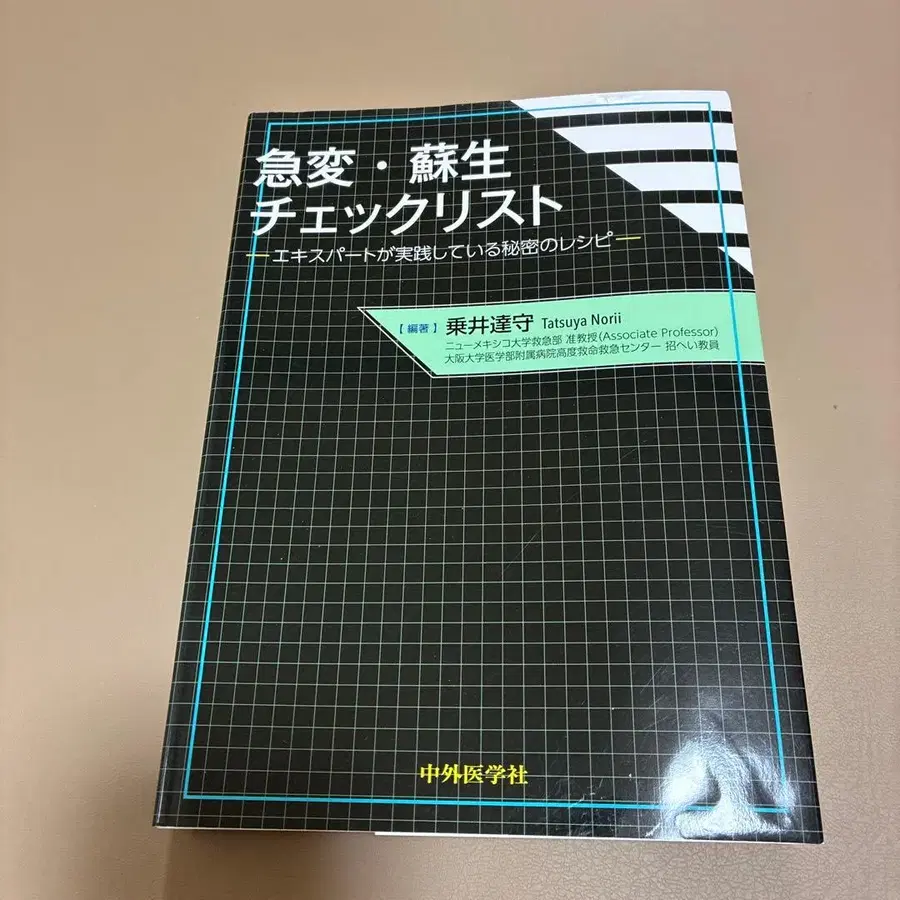 急変・蘇生
チェックリスト
―エキスパートが実践している秘密のレシピ―
【編著】乗井達守 Tatsuya Norii
ニューメキシコ大学救急部 准教授(Associate Professor)
大阪大学医学部附属病院高度救命救急センター 招へい教員
中外医学社